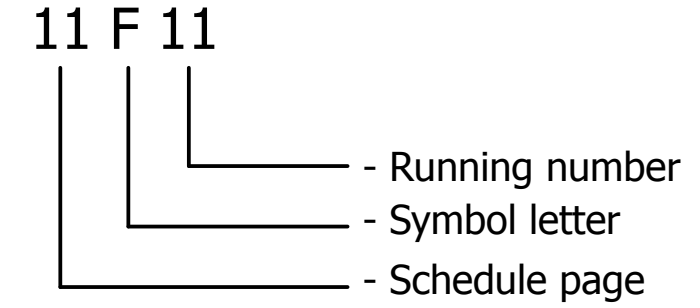 11 F 11
- Running number
- Symbol letter
- Schedule page